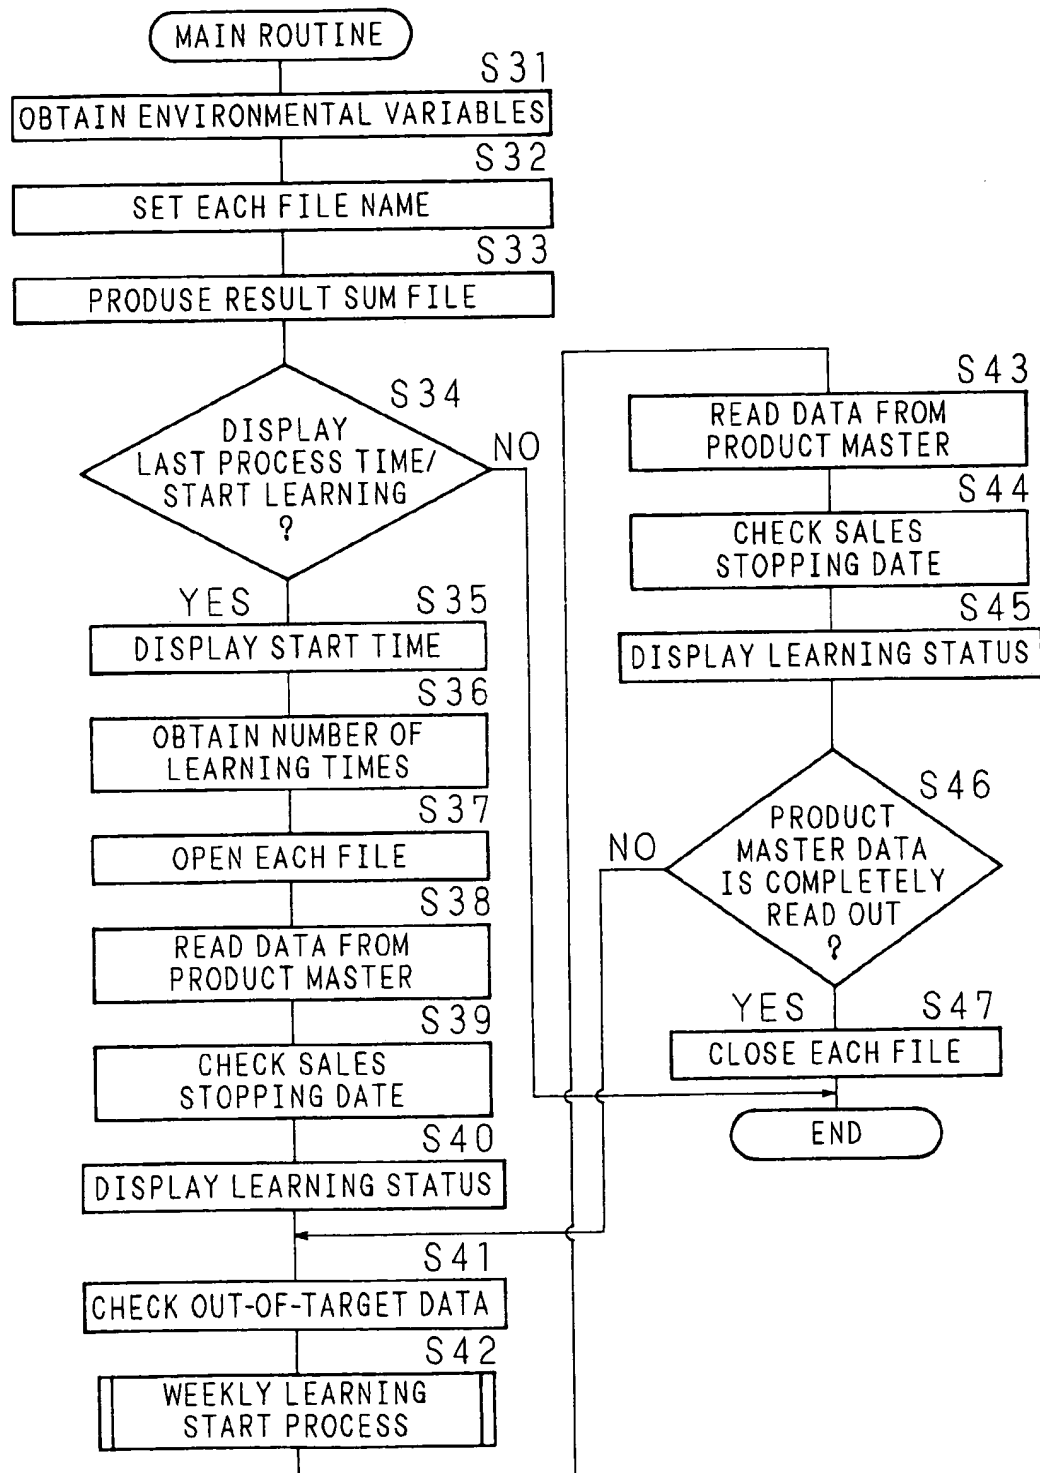 MAIN ROUTINE
S31
OBTAIN ENVIRONMENTAL VARIABLES
S32
SET EACH FILE NAME
S33
PRODUSE RESULT SUM FILE
S34
DISPLAY
LAST PROCESS TIME/
START LEARNING
?
NO
YES
S35
DISPLAY START TIME
S36
OBTAIN NUMBER OF
LEARNING TIMES
S37
OPEN EACH FILE
S38
READ DATA FROM
PRODUCT MASTER
S39
CHECK SALES
STOPPING DATE
S40
DISPLAY LEARNING STATUS
S41
CHECK OUT-OF-TARGET DATA
S42
WEEKLY LEARNING
START PROCESS
S43
READ DATA FROM
PRODUCT MASTER
S44
CHECK SALES
STOPPING DATE
S45
DISPLAY LEARNING STATUS
S46
PRODUCT
MASTER DATA
IS COMPLETELY
READ OUT
?
NO
YES
S47
CLOSE EACH FILE
END